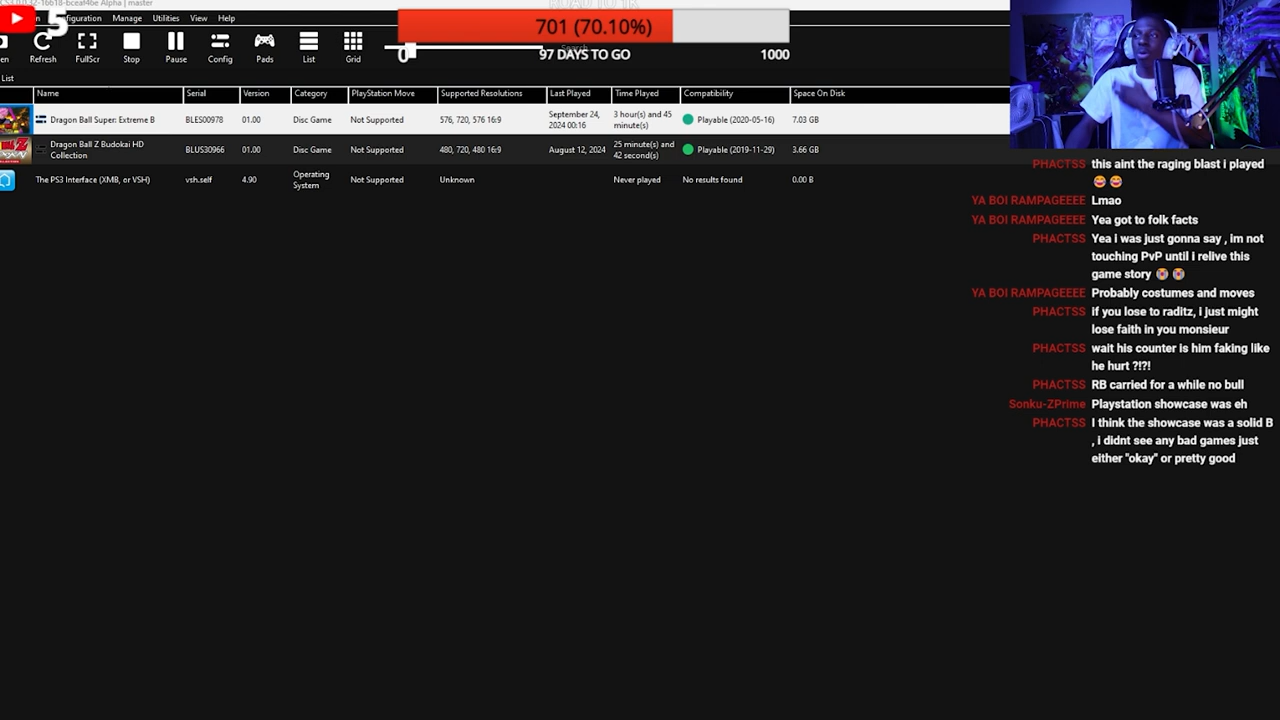 Configuration Manage Utilities View Help
5
Refresh FullScr Stop Pause Config Pads List Grid
ROAD TO 1K
701 (70.10%)
Search
0 97 DAYS TO GO 1000
List
Name Serial Version Category PlayStation Move Supported Resolutions Last Played Time Played Compatibility Space On Disk
Dragon Ball Super: Extreme B BLES00978 01.00 Disc Game Not Supported 576, 720, 576 16:9 September 24, 2024 00:16 3 hour(s) and 45 minute(s) Playable (2020-05-16) 7.03 GB
Dragon Ball Z Budokai HD Collection BLUS30966 01.00 Disc Game Not Supported 480, 720, 480 16:9 August 12, 2024 25 minute(s) and 42 second(s) Playable (2019-11-29) 3.66 GB
The PS3 Interface (XMB, or VSH) vsh.self 4.90 Operating System Not Supported Unknown Never played No results found 0.00 B
PHACTSS this aint the raging blast i played
😂 😂
YA BOI RAMPAGEEEE Lmao
YA BOI RAMPAGEEEE Yea got to folk facts
PHACTSS Yea i was just gonna say , im not
touching PvP until i relive this
game story 😭 😭
YA BOI RAMPAGEEEE Probably costumes and moves
PHACTSS if you lose to raditz, i just might
lose faith in you monsieur
PHACTSS wait his counter is him faking like
he hurt ?!?!
PHACTSS RB carried for a while no bull
Sonku-ZPrime Playstation showcase was eh
PHACTSS I think the showcase was a solid B
, i didnt see any bad games just
either "okay" or pretty good